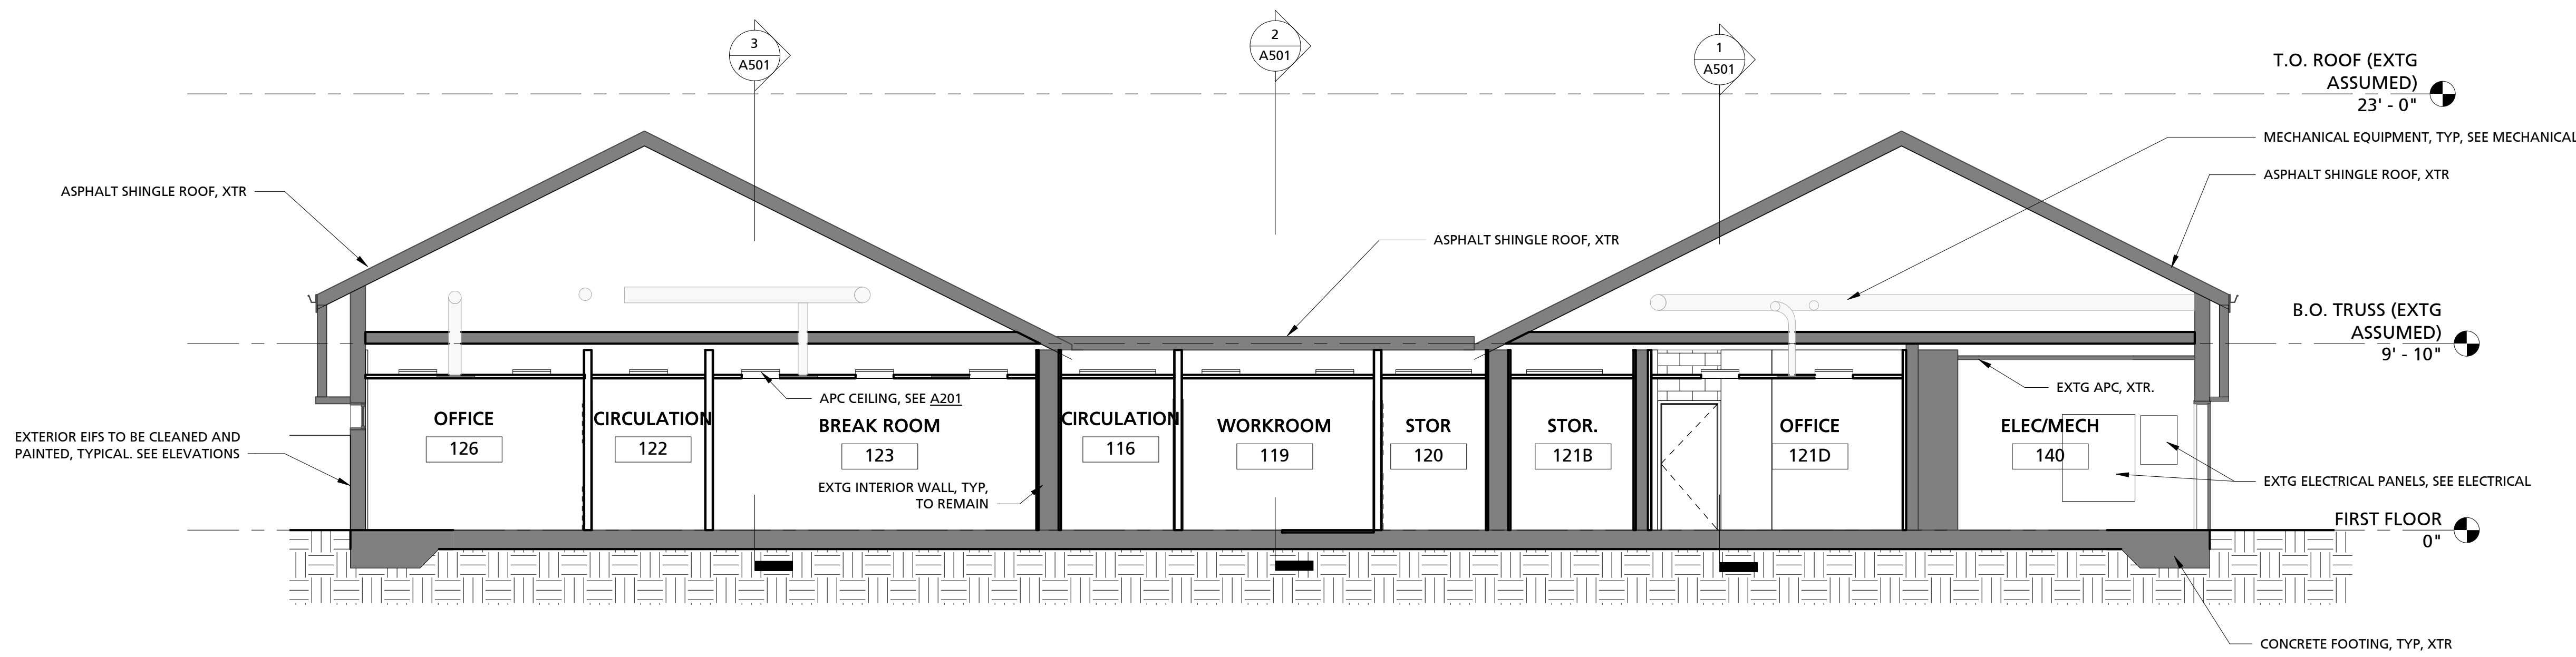 3
A501
2
A501
1
A501
T.O. ROOF (EXTG
ASSUMED)
23' - 0"
MECHANICAL EQUIPMENT, TYP, SEE MECHANICAL
ASPHALT SHINGLE ROOF, XTR
ASPHALT SHINGLE ROOF, XTR
ASPHALT SHINGLE ROOF, XTR
B.O. TRUSS (EXTG
ASSUMED)
9' - 10"
EXTG APC, XTR.
APC CEILING, SEE A201
OFFICE
126
CIRCULATION
122
BREAK ROOM
123
CIRCULATION
116
WORKROOM
119
STOR
120
STOR.
121B
OFFICE
121D
ELEC/MECH
140
EXTERIOR EIFS TO BE CLEANED AND
PAINTED, TYPICAL. SEE ELEVATIONS
EXTG INTERIOR WALL, TYP,
TO REMAIN
EXTG ELECTRICAL PANELS, SEE ELECTRICAL
FIRST FLOOR
0"
CONCRETE FOOTING, TYP, XTR